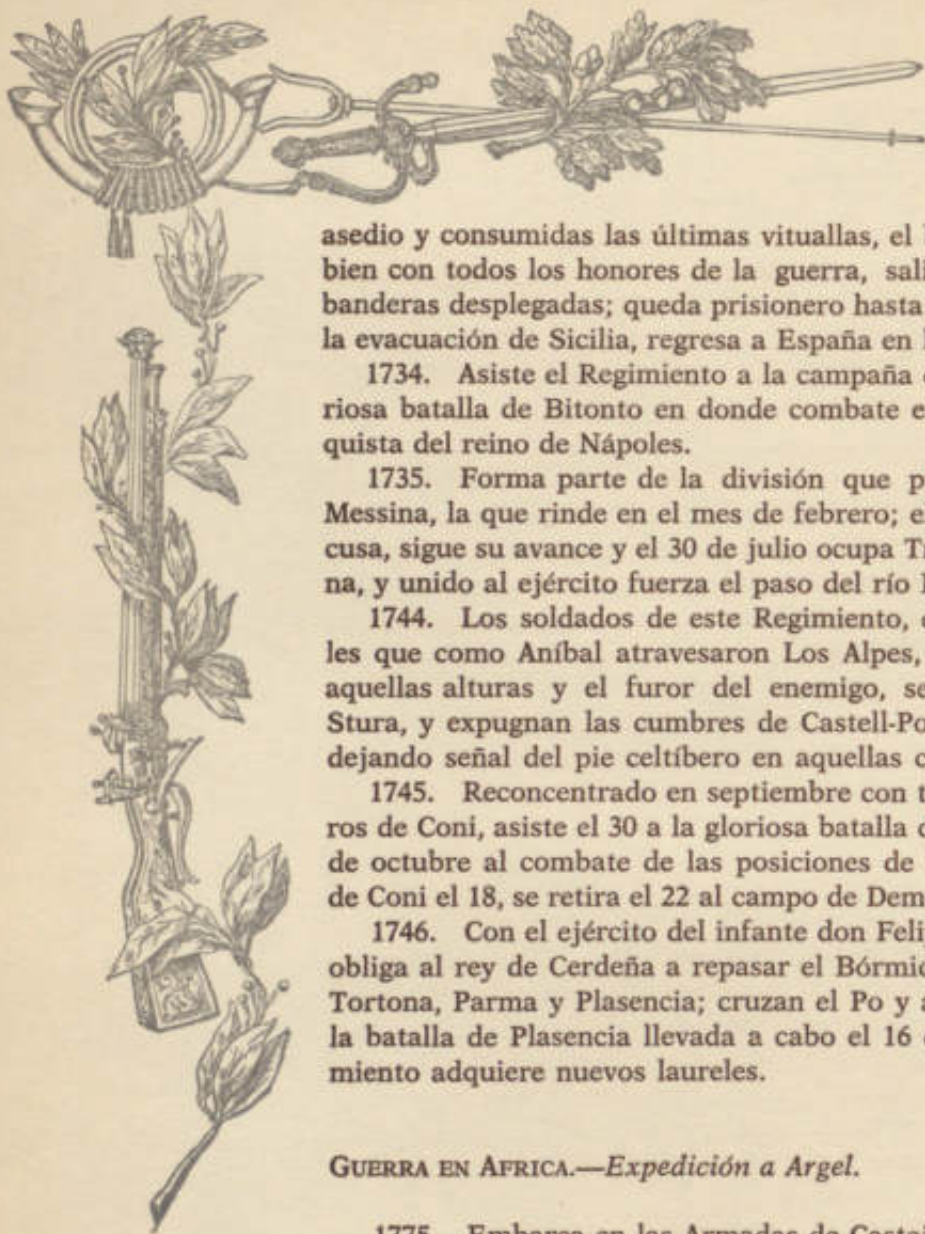 asedio y consumidas las últimas vituallas, el
bien con todos los honores de la guerra, sali
banderas desplegadas; queda prisionero hasta
la evacuación de Sicilia, regresa a España en
1734. Asiste el Regimiento a la campaña
riosa batalla de Bitonto en donde combate e
quista del reino de Nápoles.
1735. Forma parte de la división que p
Messina, la que rinde en el mes de febrero; e
cusa, sigue su avance y el 30 de julio ocupa T
na, y unido al ejército fuerza el paso del río
1744. Los soldados de este Regimiento,
les que como Aníbal atravesaron Los Alpes,
aquellas alturas y el furor del enemigo, se
Stura, y expugnan las cumbres de Castell-Po
dejando señal del pie celtíbero en aquellas c
1745. Reconcentrado en septiembre con t
ros de Coni, asiste el 30 a la gloriosa batalla
de octubre al combate de las posiciones de
de Coni el 18, se retira el 22 al campo de Dem
1746. Con el ejército del infante don Feli
obliga al rey de Cerdeña a repasar el Bórmid
Tortona, Parma y Plasencia; cruzan el Po y a
la batalla de Plasencia llevada a cabo el 16
miento adquiere nuevos laureles.
GUERRA EN AFRICA.—Expedición a Argel.
1775. Embarca en las Armadas de